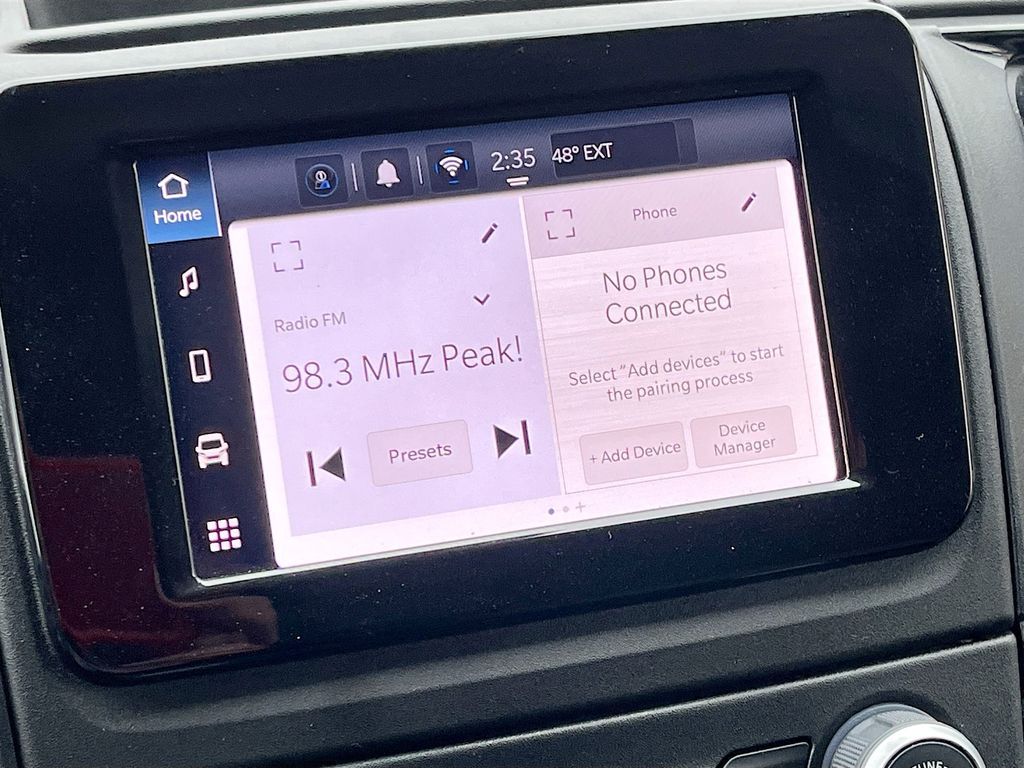 Home
2:35
48° EXT
Radio FM
98.3 MHz Peak!
Presets
Phone
No Phones
Connected
Select "Add devices" to start
the pairing process
+ Add Device
Device
Manager